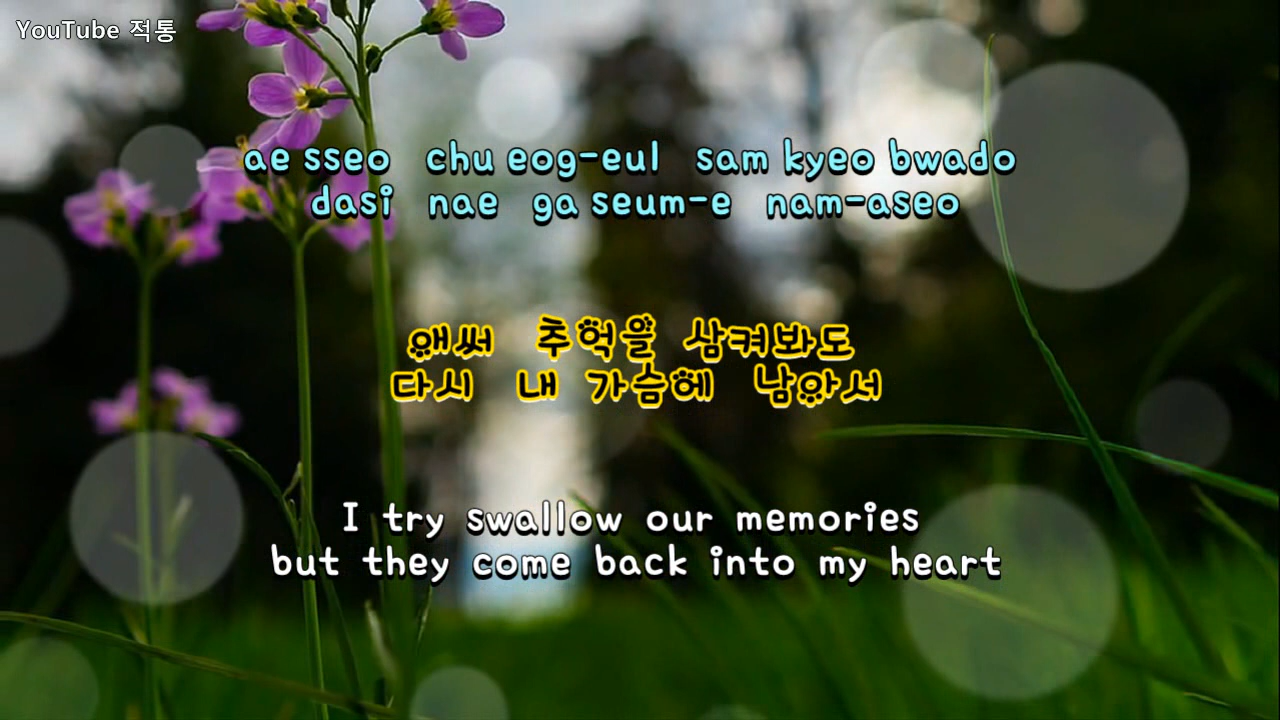 YouTube 적통
ae sseo chu eog-eul sam kyeo bwado
dasi nae ga seum-e nam-aseo
애써 추억을 삼켜봐도
다시 내 가슴헤 남아서
I try swallow our memories
but they come back into my heart